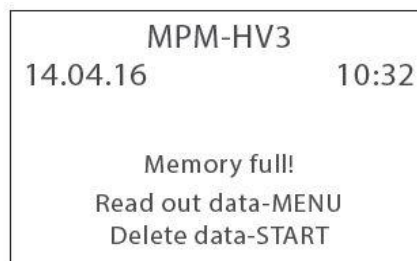 MPM-HV3
14.04.16 10:32
Memory full!
Read out data-MENU
Delete data-START